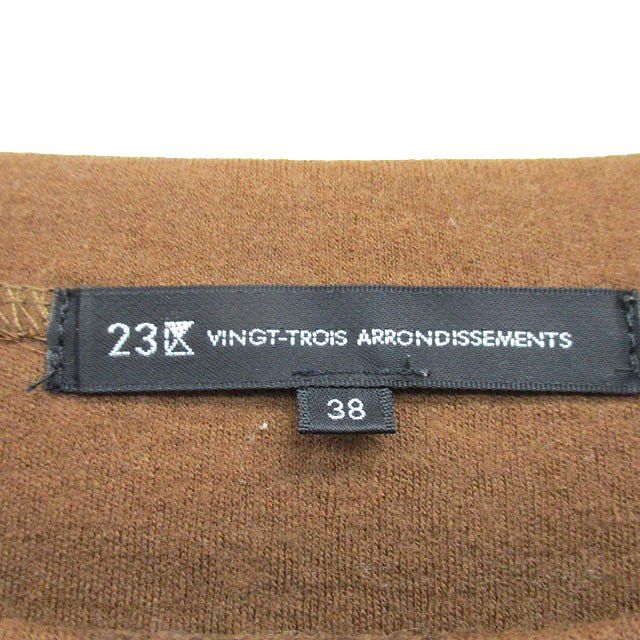 23区 VINGT-TROIS ARRONDISSEMENTS
38